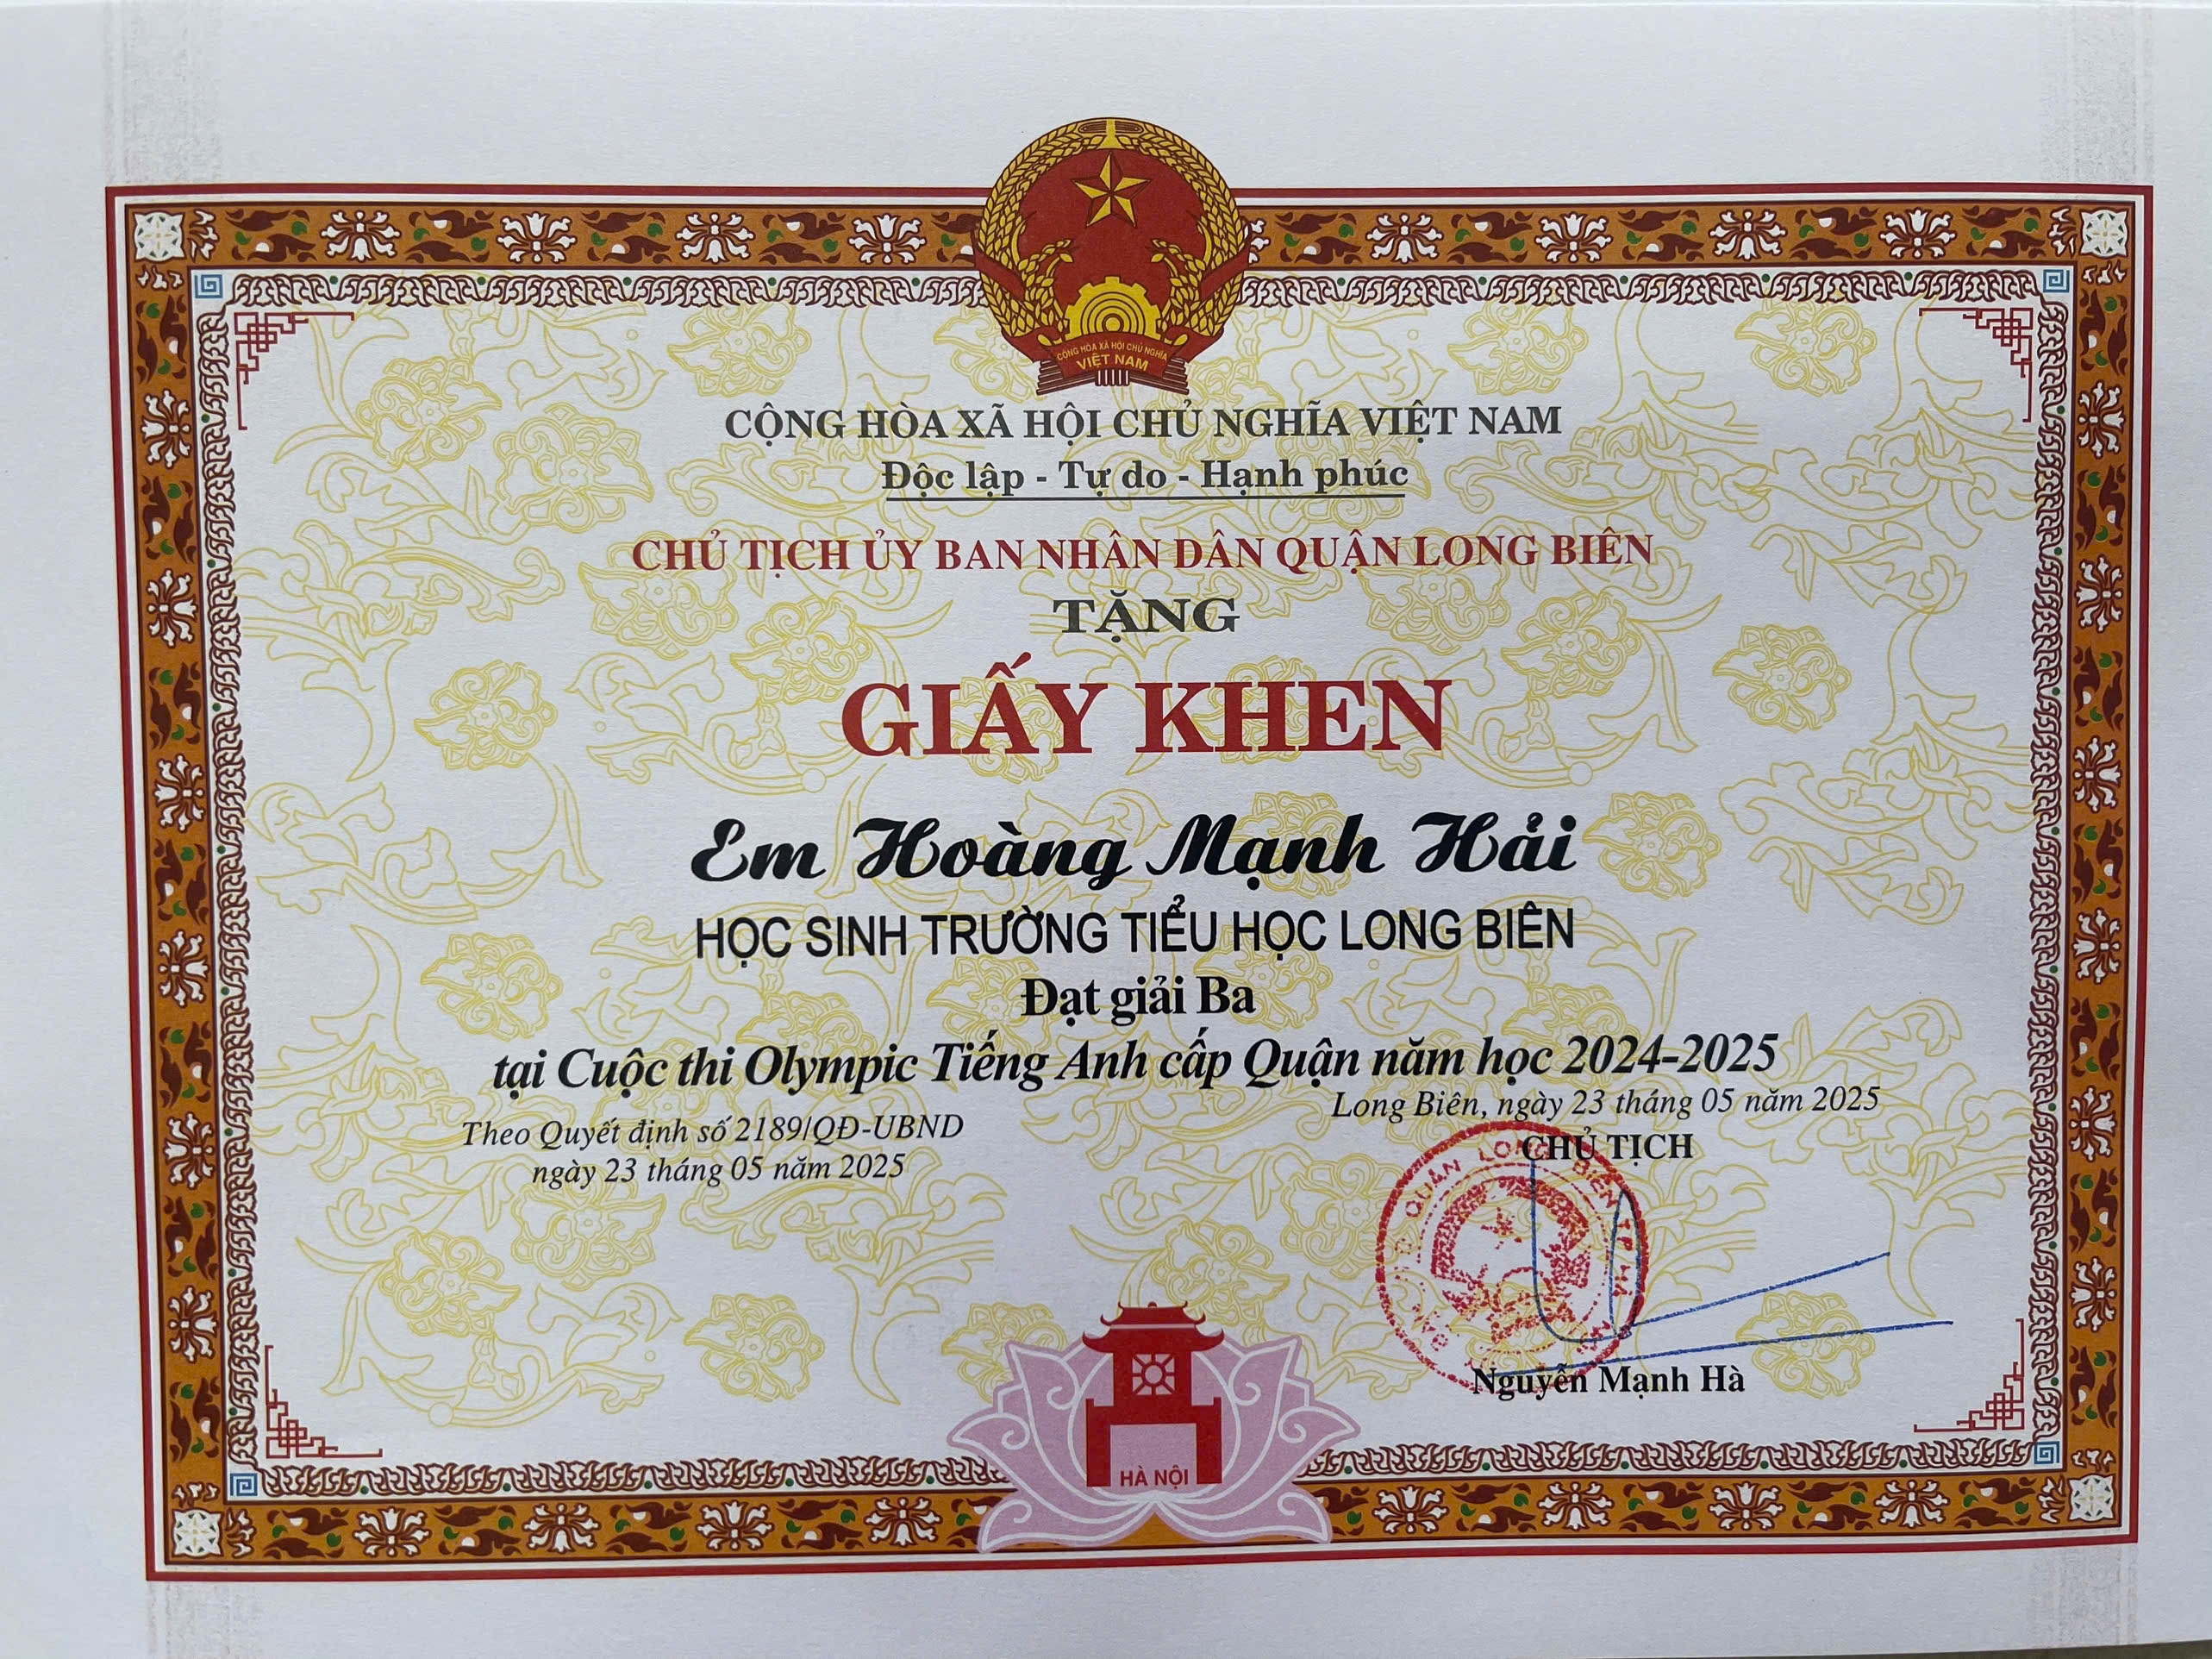 CỘNG HÒA XÃ HỘI CHỦ NGHĨA
VIỆT NAM
CỘNG HÒA XÃ HỘI CHỦ NGHĨA VIỆT NAM
Độc lập - Tự do - Hạnh phúc
CHỦ TỊCH ỦY BAN NHÂN DÂN QUẬN LONG BIÊN
TẶNG
GIẤY KHEN
Em Hoàng Mạnh Hải
HỌC SINH TRƯỜNG TIỂU HỌC LONG BIÊN
Đạt giải Ba
tại Cuộc thi Olympic Tiếng Anh cấp Quận năm học 2024-2025
Theo Quyết định số 2189/QĐ-UBND
ngày 23 tháng 05 năm 2025
Long Biên, ngày 23 tháng 05 năm 2025
CHỦ TỊCH
QUẬN LONG BIÊN
Nguyễn Mạnh Hà
HÀ NỘI